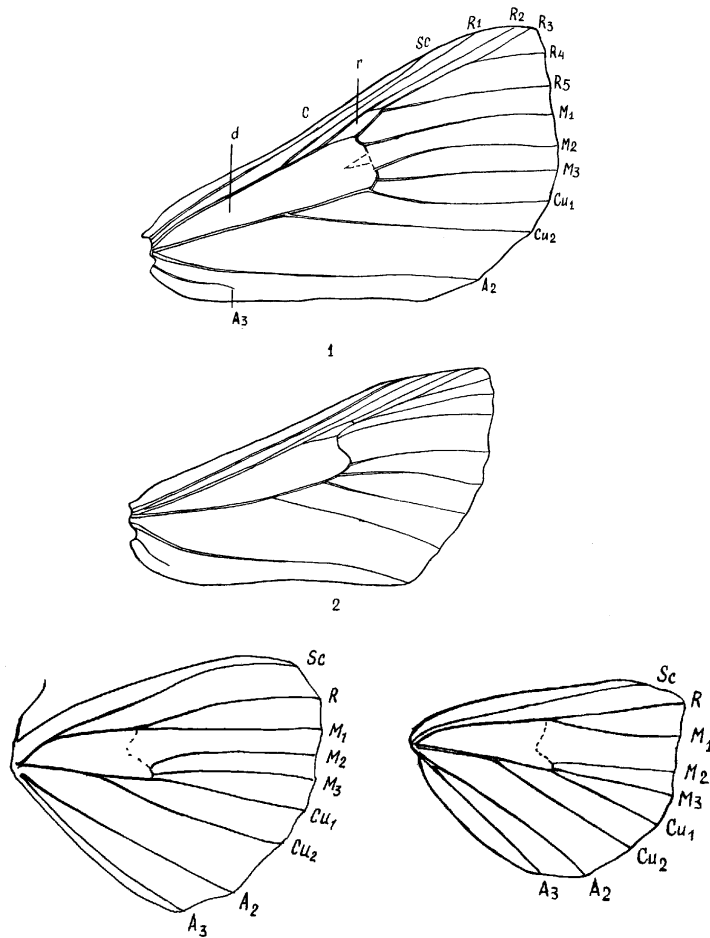 R₁ R₂ R₃
Sc
R₄
r
R₅
C
M₁
d
M₂
M₃
Cu₁
Cu₂
A₂
A₃
1
2
Sc
R
M₁
M₂
M₃
Cu₁
Cu₂
A₂
A₃
Sc
R
M₁
M₂
M₃
Cu₁
Cu₂
A₃ A₂